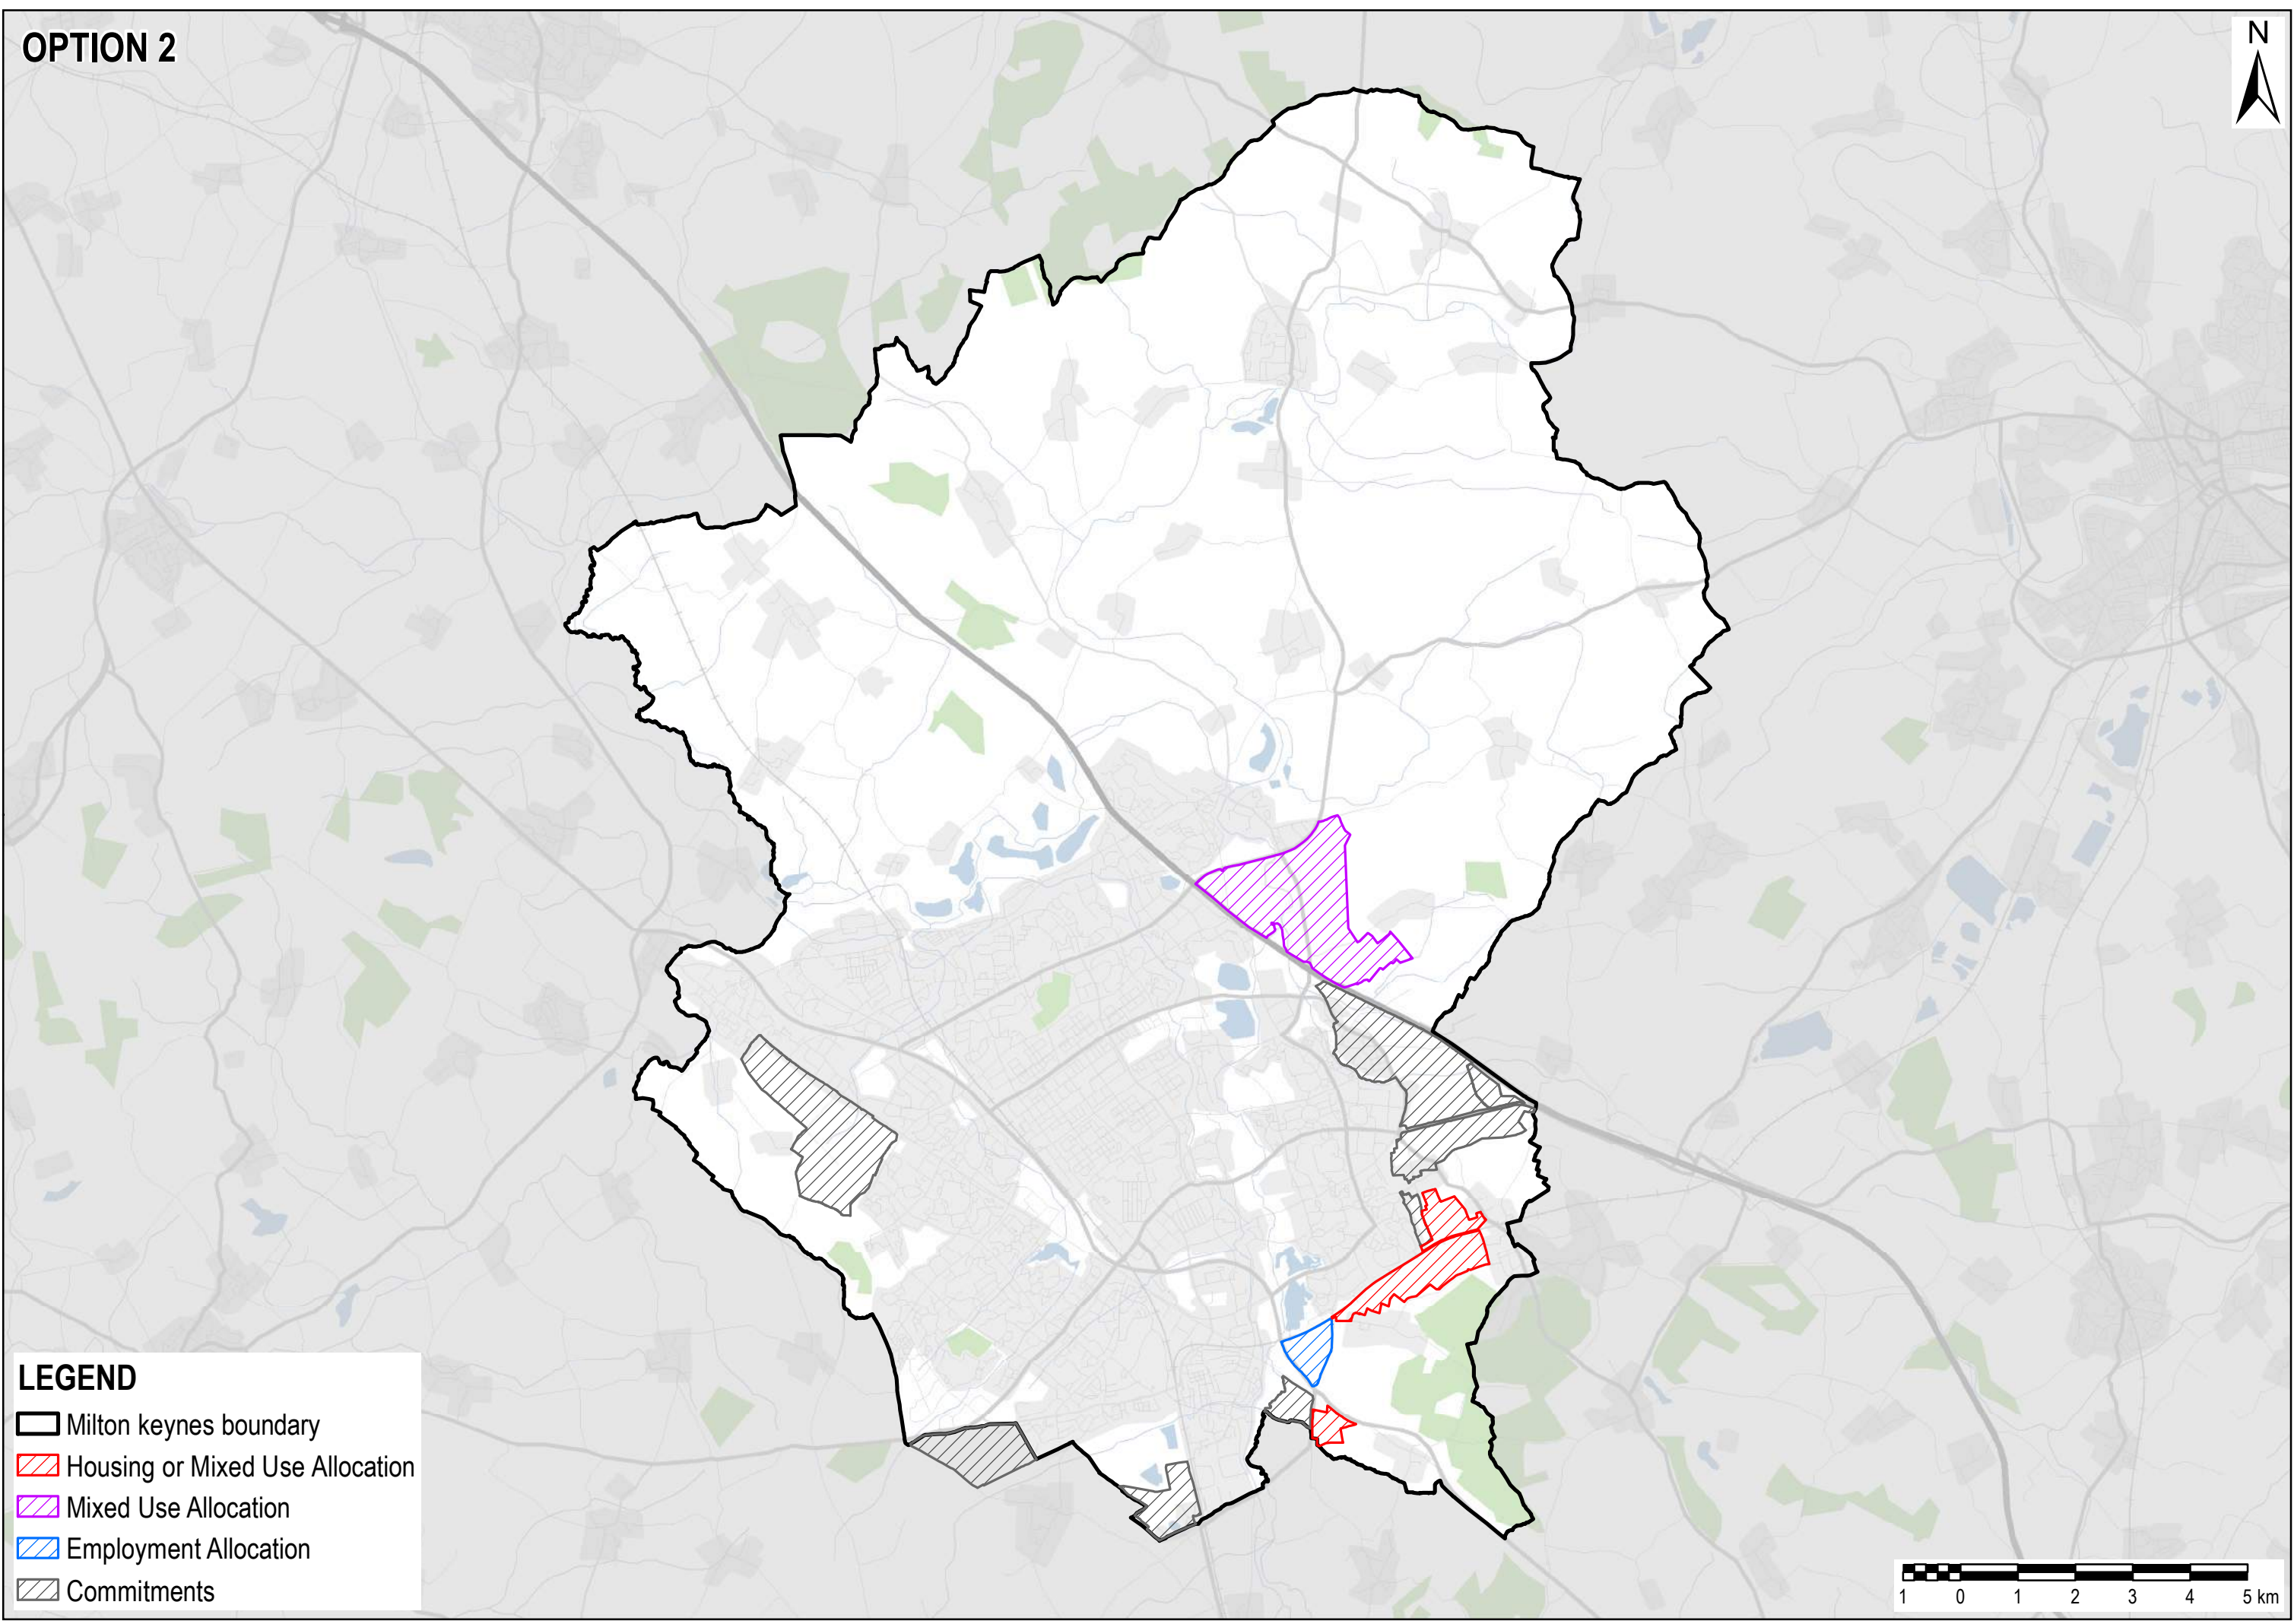 OPTION 2
N
LEGEND
Milton keynes boundary
Housing or Mixed Use Allocation
Mixed Use Allocation
Employment Allocation
Commitments
1 0 1 2 3 4 5 km